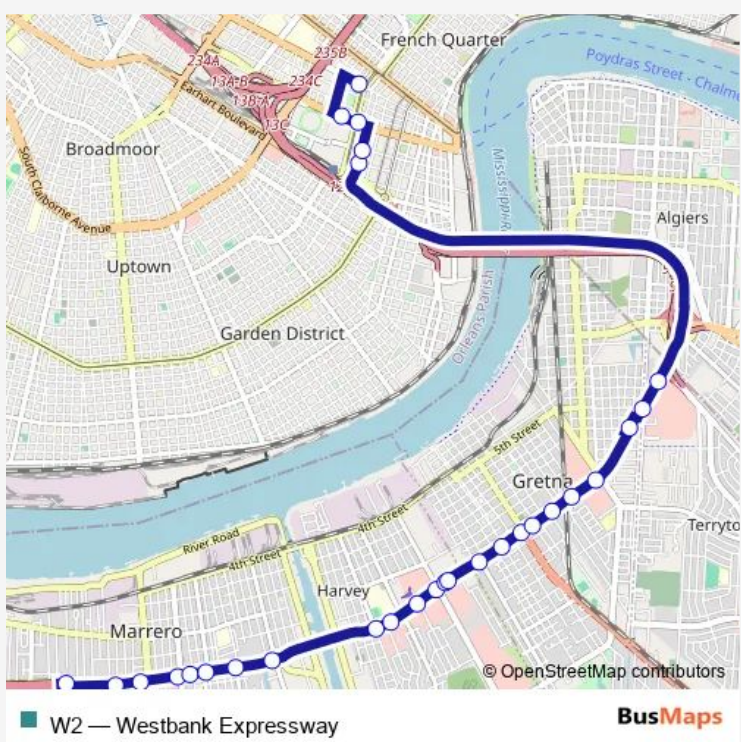 French Quarter
235B
234A
234C
13A-B
13B-A
13C
Earhart Boulevard
Poydras Street - Chalme
Broadmoor
South Claiborne Avenue
Mississippi R
Algiers
Uptown
Orleans Parish
Garden District
5th Street
Gretna
4th Street
Terryto
River Road
4th Street
Harvey
Marrero
© OpenStreetMap contributors
W2 — Westbank Expressway
BusMaps